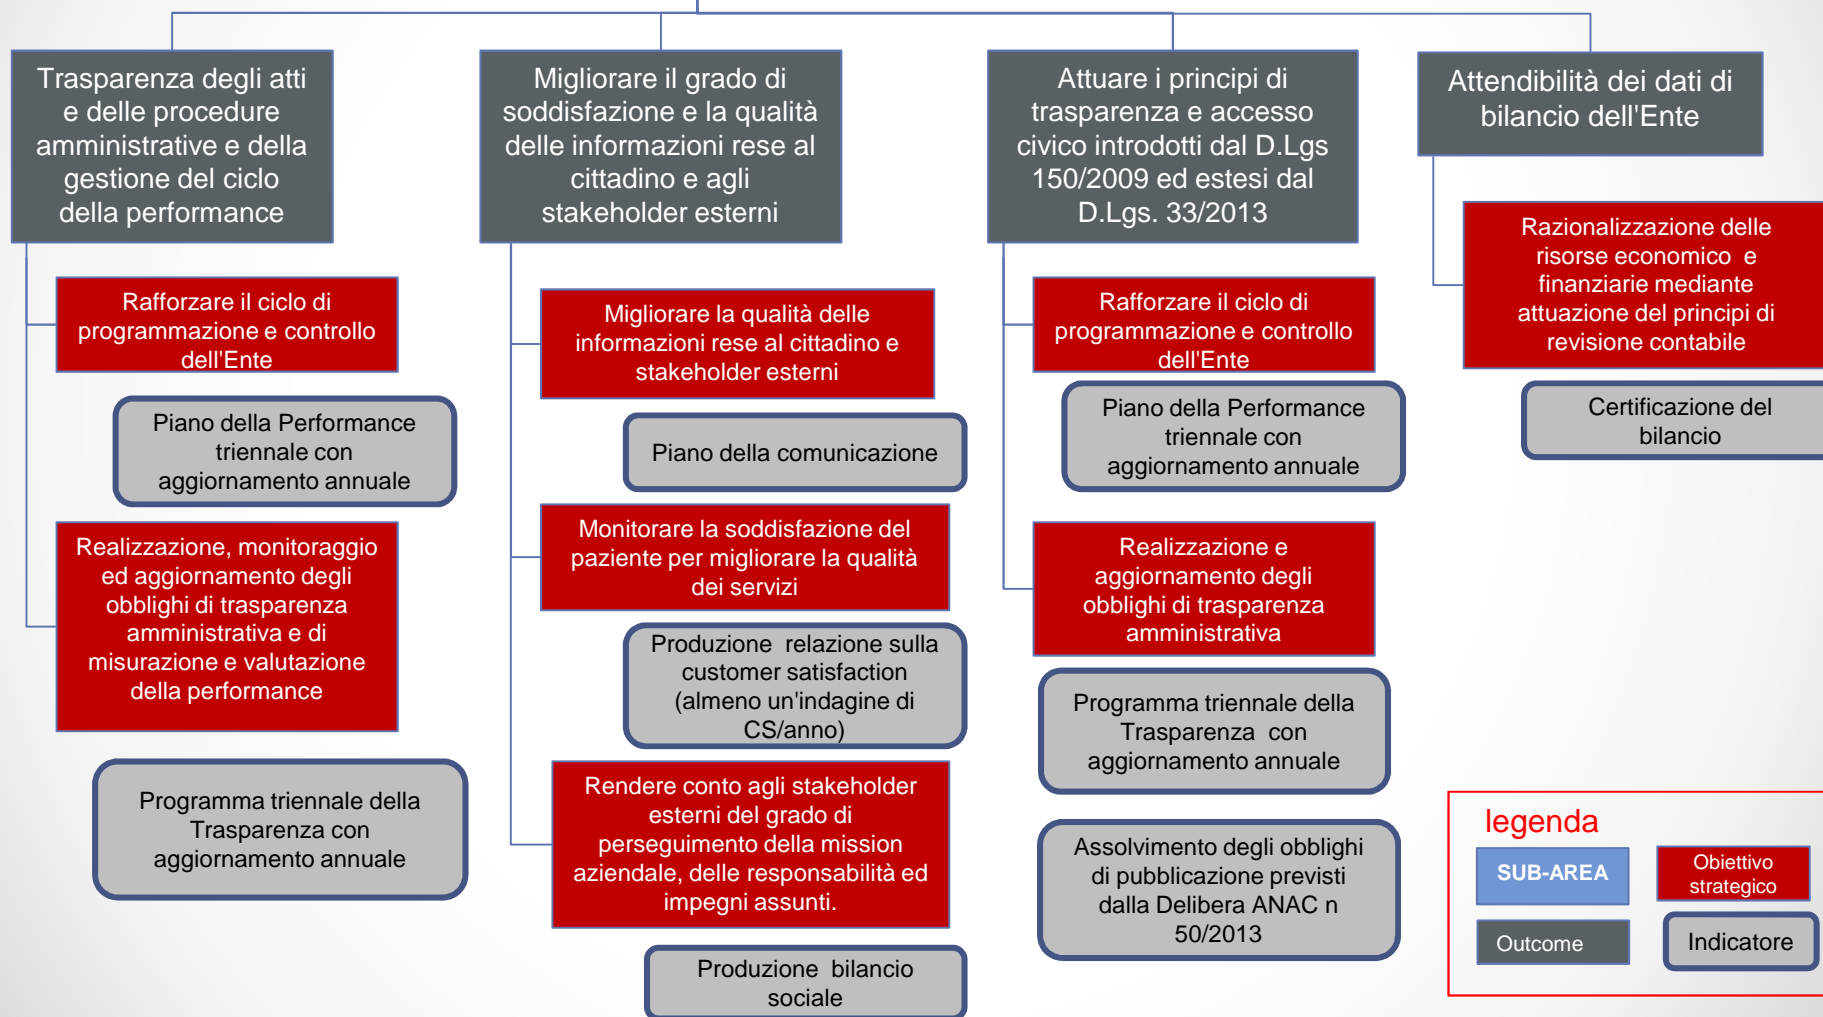 Trasparenza degli atti
e delle procedure
amministrative e della
gestione del ciclo
della performance
Rafforzare il ciclo di
programmazione e controllo
dell'Ente
Piano della Performance
triennale con
aggiornamento annuale
Realizzazione, monitoraggio
ed aggiornamento degli
obblighi di trasparenza
amministrativa e di
misurazione e valutazione
della performance
Programma triennale della
Trasparenza con
aggiornamento annuale
Migliorare il grado di
soddisfazione e la qualità
delle informazioni rese al
cittadino e agli
stakeholder esterni
Migliorare la qualità delle
informazioni rese al cittadino e
stakeholder esterni
Piano della comunicazione
Monitorare la soddisfazione del
paziente per migliorare la qualità
dei servizi
Produzione relazione sulla
customer satisfaction
(almeno un'indagine di
CS/anno)
Rendere conto agli stakeholder
esterni del grado di
perseguimento della mission
aziendale, delle responsabilità ed
impegni assunti.
Produzione bilancio
sociale
Attuare i principi di
trasparenza e accesso
civico introdotti dal D.Lgs
150/2009 ed estesi dal
D.Lgs. 33/2013
Rafforzare il ciclo di
programmazione e controllo
dell'Ente
Piano della Performance
triennale con
aggiornamento annuale
Realizzazione e
aggiornamento degli
obblighi di trasparenza
amministrativa
Programma triennale della
Trasparenza con
aggiornamento annuale
Assolvimento degli obblighi
di pubblicazione previsti
dalla Delibera ANAC n
50/2013
Attendibilità dei dati di
bilancio dell'Ente
Razionalizzazione delle
risorse economico e
finanziarie mediante
attuazione del principi di
revisione contabile
Certificazione del
bilancio
legenda
SUB-AREA
Obiettivo
strategico
Outcome
Indicatore